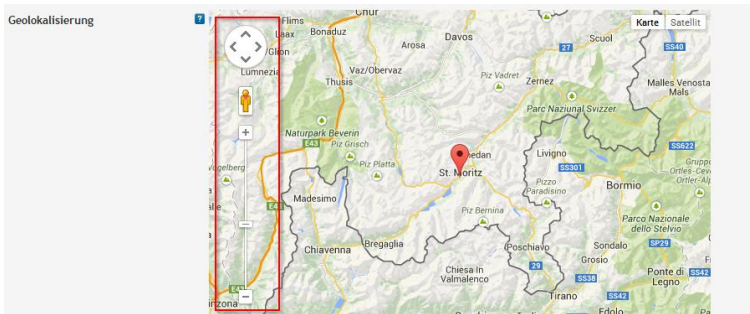 Geolokalisierung
?
Chur
Flims
Laax
Bonaduz
Arosa
Davos
Scuol
Karte
Satellit
27
SS40
Lumnezia
Thusis
Vaz/Obervaz
Piz Vadret
Zernez
Malles Venosta
Mals
Parc Naziunal Svizzer
Naturpark Beverin
E43
Piz Grisch
Piz Platta
St. Moritz
Livigno
SS301
SS622
Pizzo
Paradisino
Bormio
Madesimo
Piz Bernina
Parco Nazionale
dello Stelvio
Chiavenna
Bregaglia
Poschiavo
Sondalo
SP29
Grosio
29
Chiesa In
Valmalenco
SS38
Ponte di
Legno
SS42
Tirano
SS42
Edolo